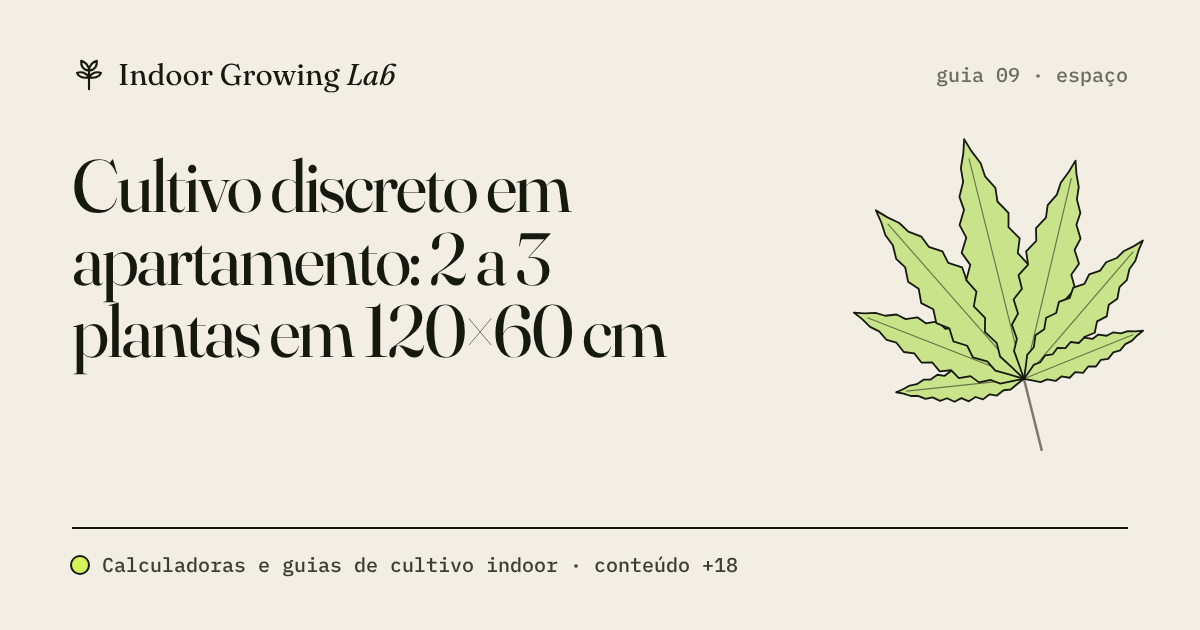 Indoor Growing Lab
guia 09 · espaço
Cultivo discreto em
apartamento: 2 a 3
plantas em 120×60 cm
Calculadoras e guias de cultivo indoor · conteúdo +18